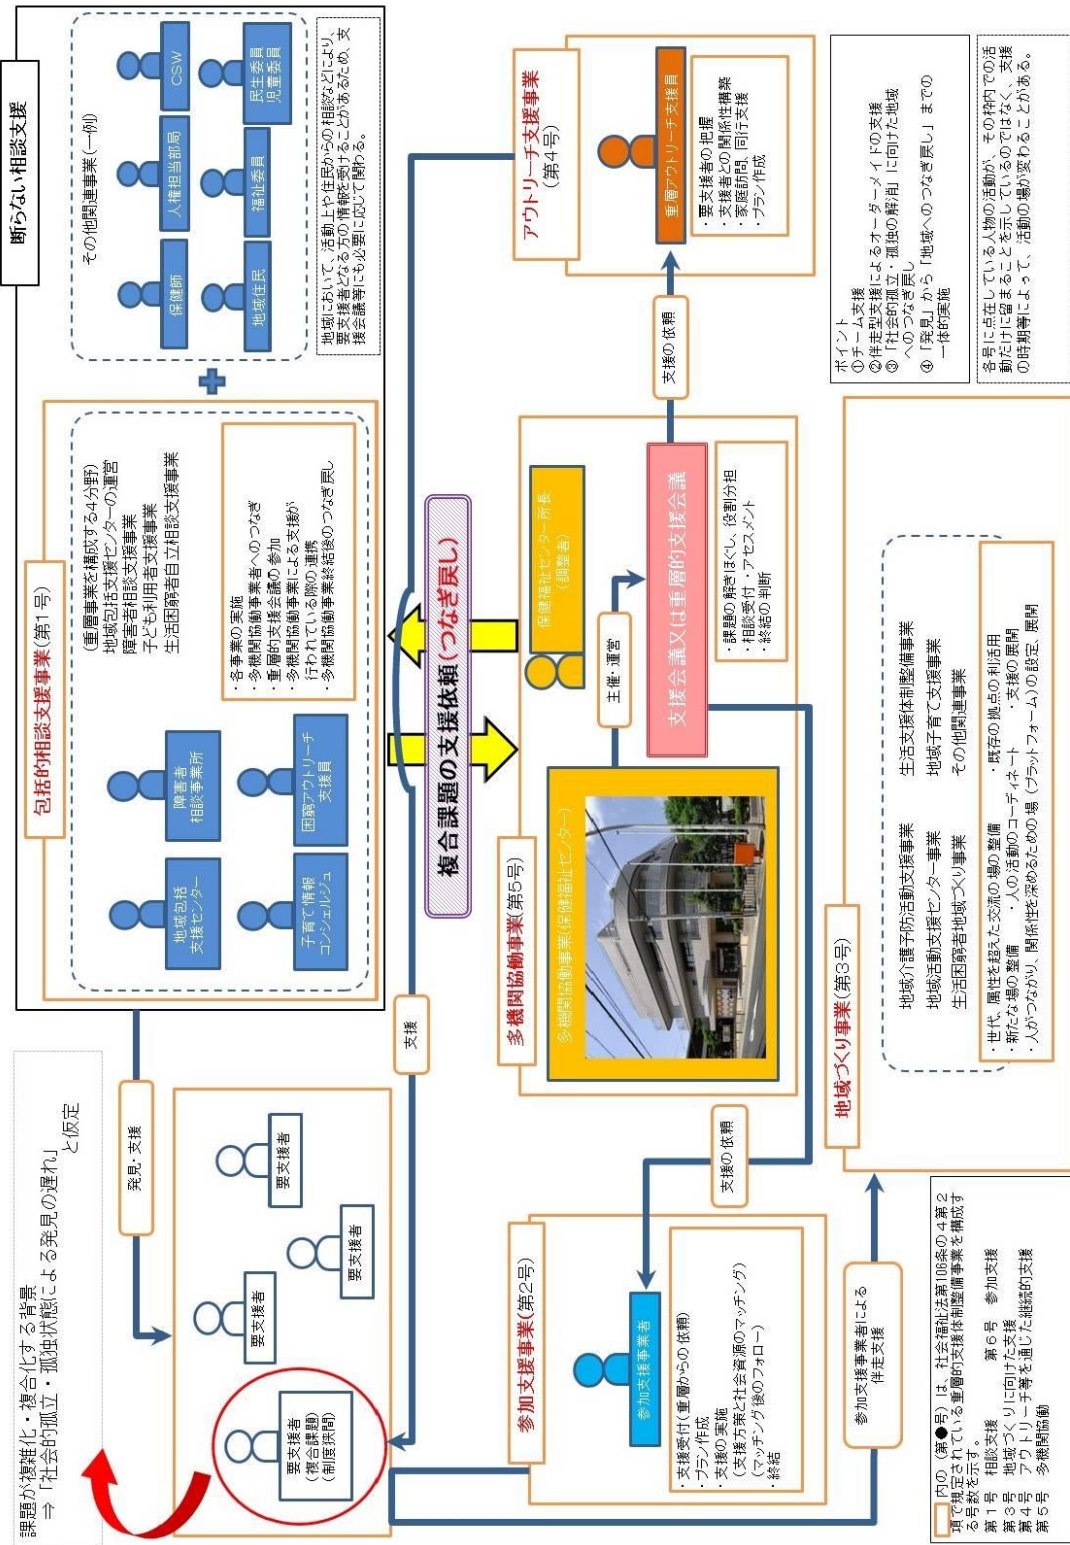 課題が複雑化・複合化する背景
⇒「社会的孤立・孤独状態による発見の遅れ」
と仮定
断らない相談支援
包括的相談支援事業(第1号)
地域包括
支援センター
障害者
相談事業所
子育て情報
コンシェルジュ
困窮アウトリーチ
支援員
(重層事業を構成する4分野)
地域包括支援センターの運営
障害者相談支援事業
子ども利用者支援事業
生活困窮者自立相談支援事業
・各事業の実施
・多機関協働事業者へのつなぎ
・重層的支援会議の参加
・多機関協働事業による支援が
行われている際の連携
・多機関協働事業終結後のつなぎ戻し
その他関連事業(一例)
保健師
人権担当部局
CSW
地域住民
福祉委員
民生委員
児童委員
地域において、活動上や住民からの相談などにより、
要支援者となる方の情報を受けることがあるため、支
援会議等にも必要に応じて関わる。
発見・支援
要支援者
要支援者
要支援者
要支援者
(複合課題)
(制度狭間)
支援
複合課題の支援依頼(つなぎ戻し)
多機関協働事業(第5号)
多機関協働事業(保健福祉センター)
主催・運営
保健福祉センター所長
(調整者)
支援会議又は重層的支援会議
・課題の解きほぐし、役割分担
・相談受付・アセスメント
・終結の判断
支援の依頼
アウトリーチ支援事業
(第4号)
重層アウトリーチ支援員
・要支援者の把握
・支援者との関係性構築
・家庭訪問、同行支援
・プラン作成
支援の依頼
参加支援事業(第2号)
参加支援事業者
・支援受付(重層からの依頼)
・プラン作成
・支援の実施
(支援方策と社会資源のマッチング)
(マッチング後のフォロー)
・終結
参加支援事業者による
伴走支援
地域づくり事業(第3号)
地域介護予防活動支援事業
生活支援体制整備事業
地域活動支援センター事業
地域子育て支援事業
生活困窮者地域づくり事業
その他関連事業
・世代、属性を超えた交流の場の整備
・既存の拠点の利活用
・新たな場の整備
・人の活動のコーディネート
・支援の展開
・人がつながり、関係性を深めるための場(プラットフォーム)の設定、展開
ポイント
①チーム支援
②伴走型支援によるオーダーメイドの支援
③「社会的孤立・孤独の解消」に向けた地域
へのつなぎ戻し
④「発見」から「地域へのつなぎ戻し」までの
一体的実施
各号に点在している人物の活動が、その枠内での活
動だけに留まることを示しているのではなく、支援
の時期等によって、活動の場が変わることがある。
内の(第●号)は、社会福祉法第106条の4第2
項で規定されている重層的支援体制整備事業を構成す
る号数を示す。
第1号 相談支援 第6号 参加支援
第3号 地域づくりに向けた支援
第4号 アウトリーチ等を通じた継続的支援
第5号 多機関協働